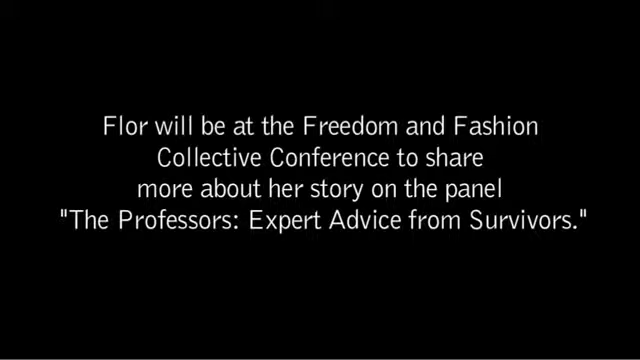 Flor will be at the Freedom and Fashion
Collective Conference to share
more about her story on the panel
"The Professors: Expert Advice from Survivors."